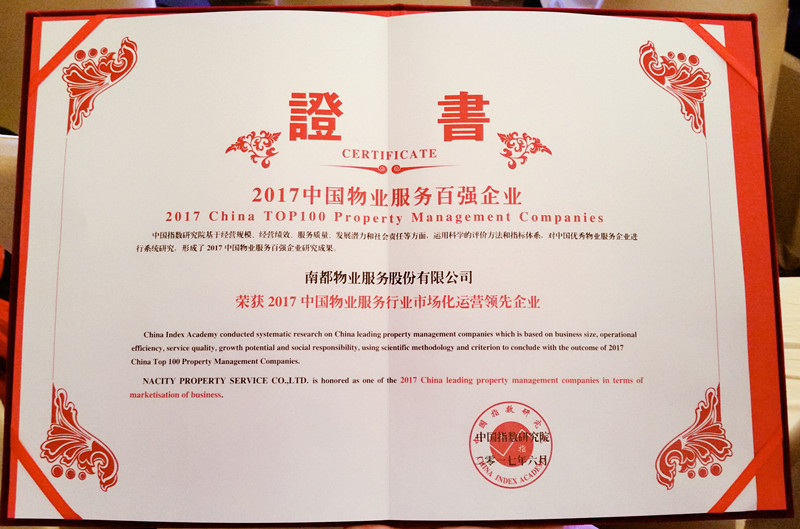 證 書
CERTIFICATE
2017中国物业服务百强企业
2017 China TOP100 Property Management Companies
中国指数研究院基于经营规模、经营绩效、服务质量、发展潜力和社会责任等方面，运用科学的评价方法和指标体系，对中国优秀物业服务企业进
行系统研究，形成了 2017 中国物业服务百强企业研究成果。
南都物业服务股份有限公司
荣获 2017 中国物业服务行业市场化运营领先企业
China Index Academy conducted systematic research on China leading property management companies which is based on business size, operational
efficiency, service quality, growth potential and social responsibility, using scientific methodology and criterion to conclude with the outcome of 2017
China Top 100 Property Management Companies.
NACITY PROPERTY SERVICE CO.,LTD. is honored as one of the 2017 China leading property management companies in terms of
marketisation of business.
中国指数研究院
中国指数研究院
二〇一七年六月
CHINA INDEX ACADEMY